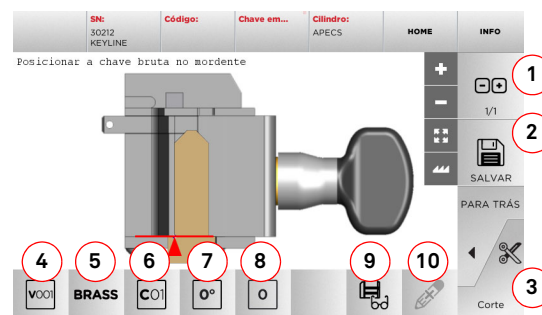 SN:
30212
KEYLINE
Código:
Chave em...
Cilindro:
APECS
HOME
INFO
Posicionar a chave bruta no mordente
1
1/1
2
SALVAR
PARA TRÁS
3
Corte
4
5
6
7
8
9
10
V001
BRASS
C01
0°
0